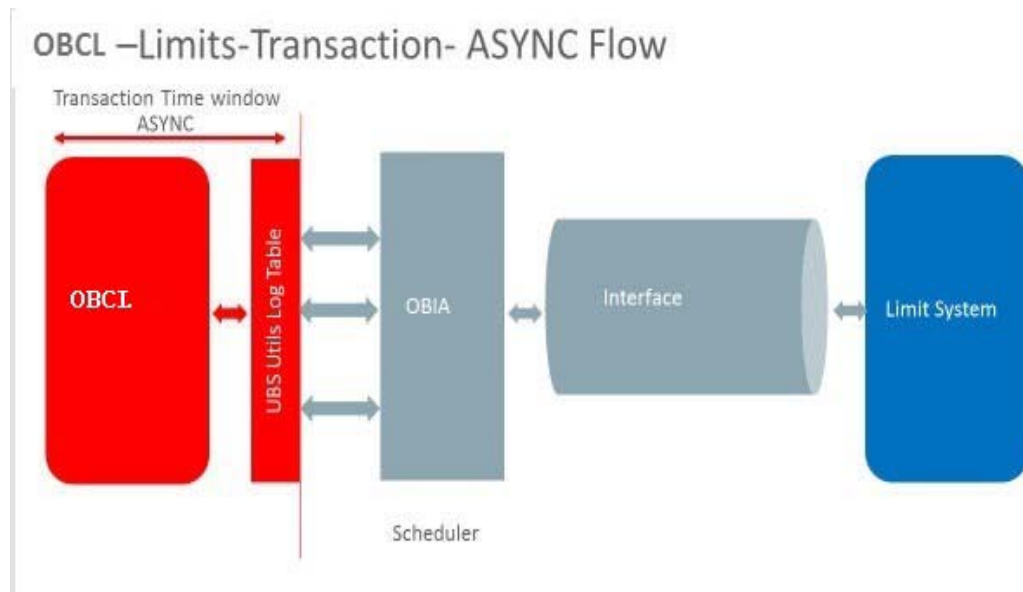 OBCL –Limits-Transaction- ASYNC Flow
Transaction Time window
ASYNC
OBCL
UBS Utils Log Table
OBIA
Interface
Limit System
Scheduler